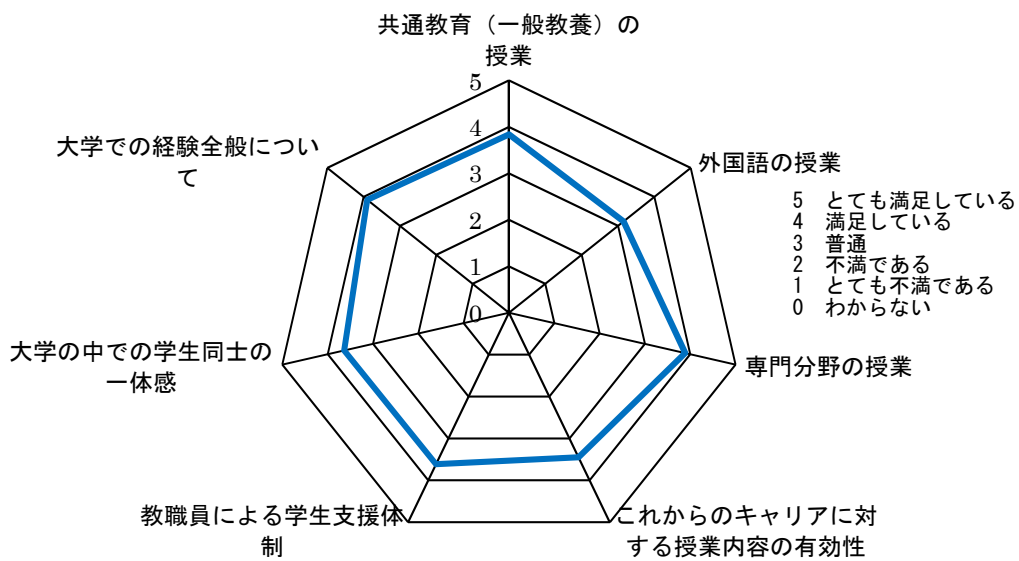 共通教育（一般教養）の
授業
5
4
3
2
1
0
外国語の授業
5 とても満足している
4 満足している
3 普通
2 不満である
1 とても不満である
0 わからない
専門分野の授業
これからのキャリアに対
する授業内容の有効性
教職員による学生支援体
制
大学の中での学生同士の
一体感
大学での経験全般につい
て